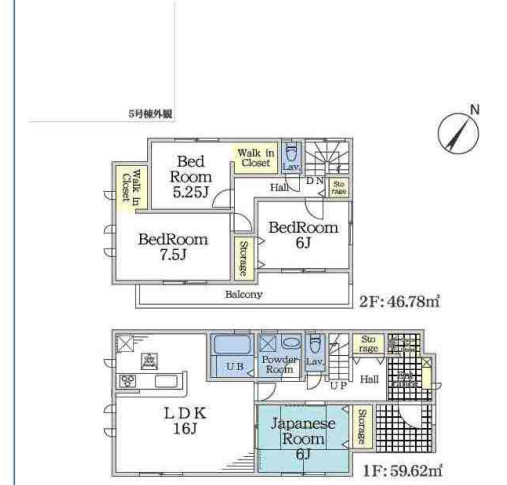 5号棟外観
N
Bed
Room
5.25J
Walk in
Closet
Lav.
Hall
DN
Sto
rage
Walk In
Closet
BedRoom
7.5J
Storage
BedRoom
6J
Balcony
2F:46.78㎡
UB
Powder
Room
Lav.
UP
Sto
rage
Hall
LDK
16J
Japanese
Room
6J
Storage
1F:59.62㎡